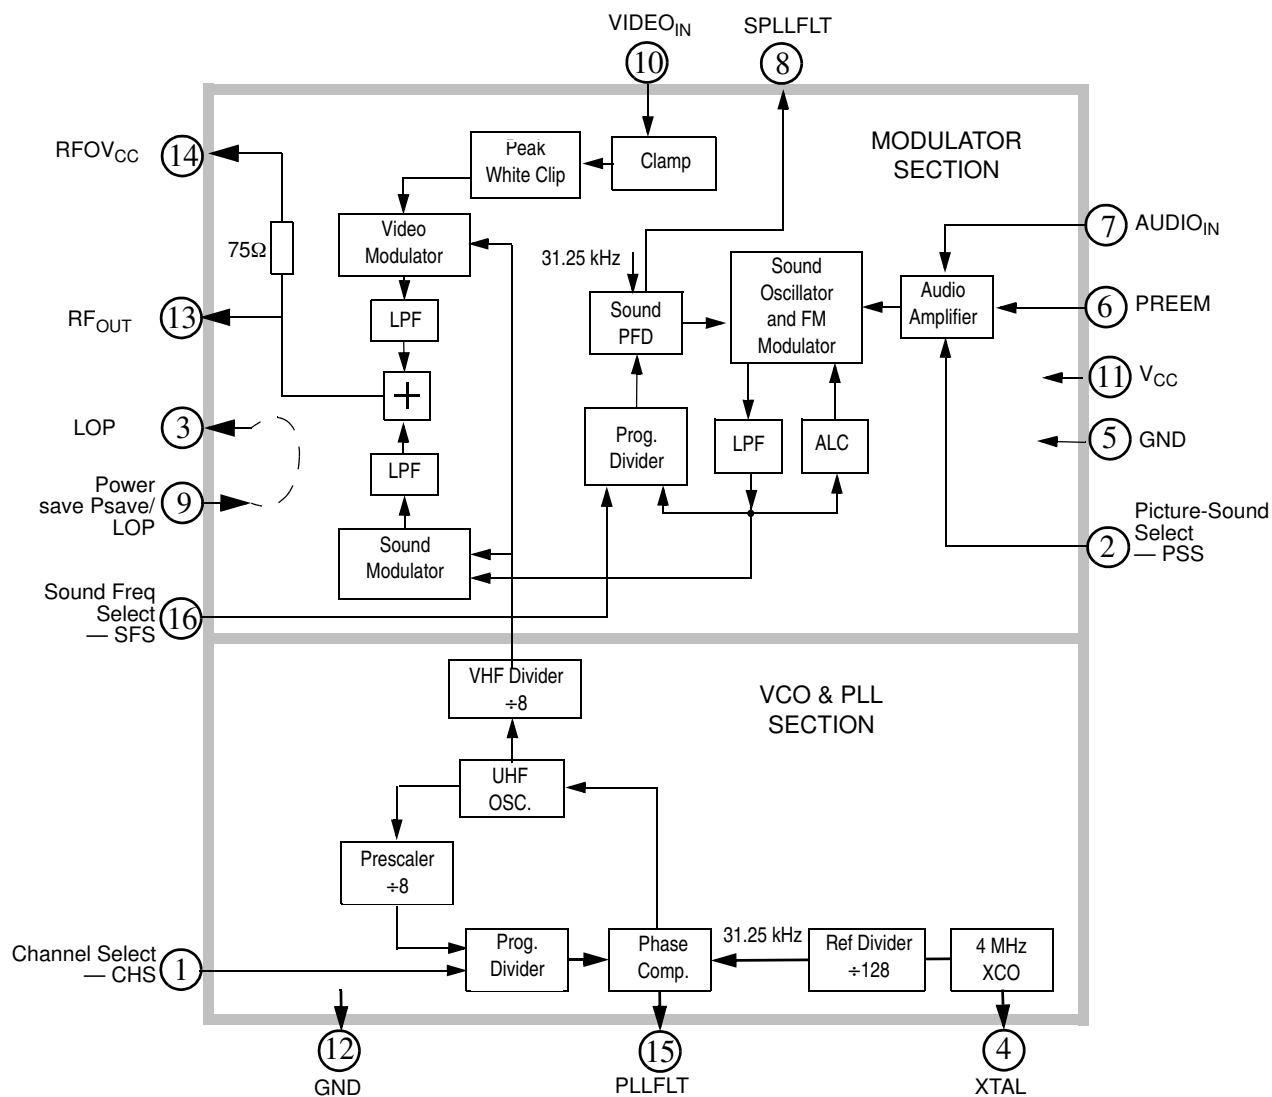 VIDEOIN
SPLLFLT
10
8
MODULATOR
SECTION
RFOVCC
14
Peak
White Clip
Clamp
7
AUDIOIN
75Ω
Video
Modulator
31.25 kHz
Sound
Oscillator
and FM
Modulator
Audio
Amplifier
6
PREEM
RFOUT
13
LPF
Sound
PFD
11
VCC
+
LOP
3
Prog.
Divider
LPF
ALC
5
GND
LPF
Power
save Psave/
LOP
9
Picture-Sound
Select
— PSS
2
Sound
Modulator
Sound Freq
Select
— SFS
16
VHF Divider
÷8
VCO & PLL
SECTION
UHF
OSC.
Prescaler
÷8
Channel Select
— CHS
1
Prog.
Divider
Phase
Comp.
31.25 kHz
Ref Divider
÷128
4 MHz
XCO
12
GND
15
PLLFLT
4
XTAL